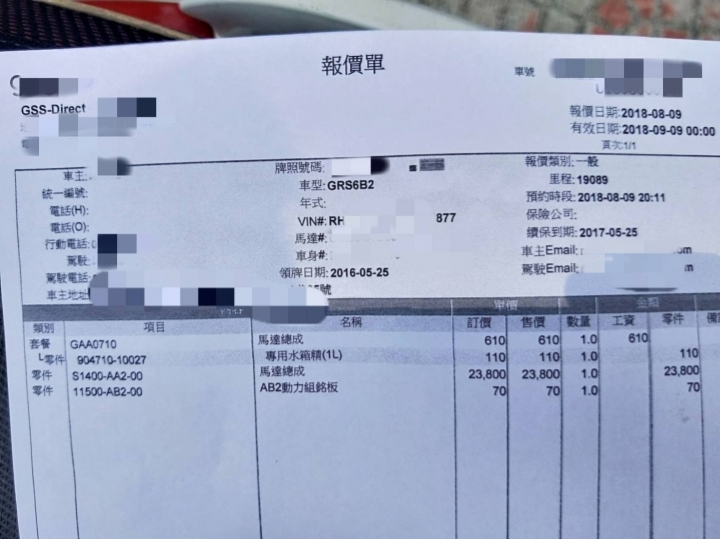 報價單
車號
GSS-Direct
報價日期:2018-08-09
有效日期:2018-09-09 00:00
頁次:1/1
車主:
牌照號碼:
報價類別:一般
統一編號:
車型:GRS6B2
里程:19089
電話(H):
年式:
預約時段:2018-08-09 20:11
電話(O):
VIN#:RH 877
保險公司:
行動電話:
馬達#:
續保到期:2017-05-25
駕駛:
車身#:
車主Email:
駕駛電話:
領牌日期:2016-05-25
駕駛Email:
車主地址
號
單價 金額
類別 項目 名稱 訂價 售價 數量 工資 零件
套餐 GAA0710 馬達總成 610 610 1.0 610
└零件 904710-10027 專用水箱精(1L) 110 110 1.0 110
零件 S1400-AA2-00 馬達總成 23,800 23,800 1.0 23,800
零件 11500-AB2-00 AB2動力組銘板 70 70 1.0 70